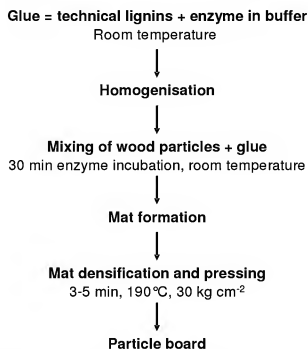 Glue = technical lignins + enzyme in buffer
Room temperature
Homogenisation
Mixing of wood particles + glue
30 min enzyme incubation, room temperature
Mat formation
Mat densification and pressing
3-5 min, 190°C, 30 kg cm⁻²
Particle board